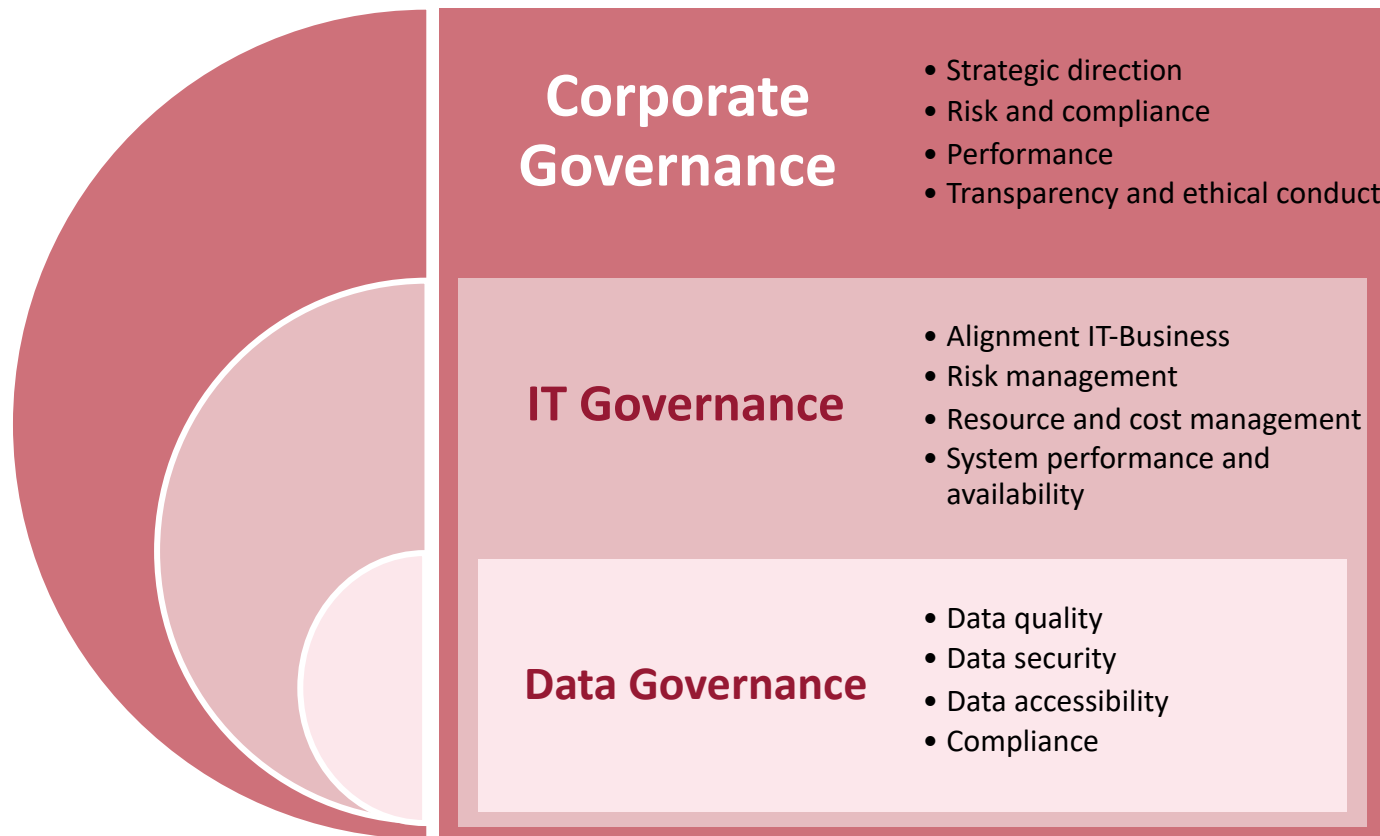 Corporate
Governance
• Strategic direction
• Risk and compliance
• Performance
• Transparency and ethical conduct
IT Governance
• Alignment IT-Business
• Risk management
• Resource and cost management
• System performance and
availability
Data Governance
• Data quality
• Data security
• Data accessibility
• Compliance